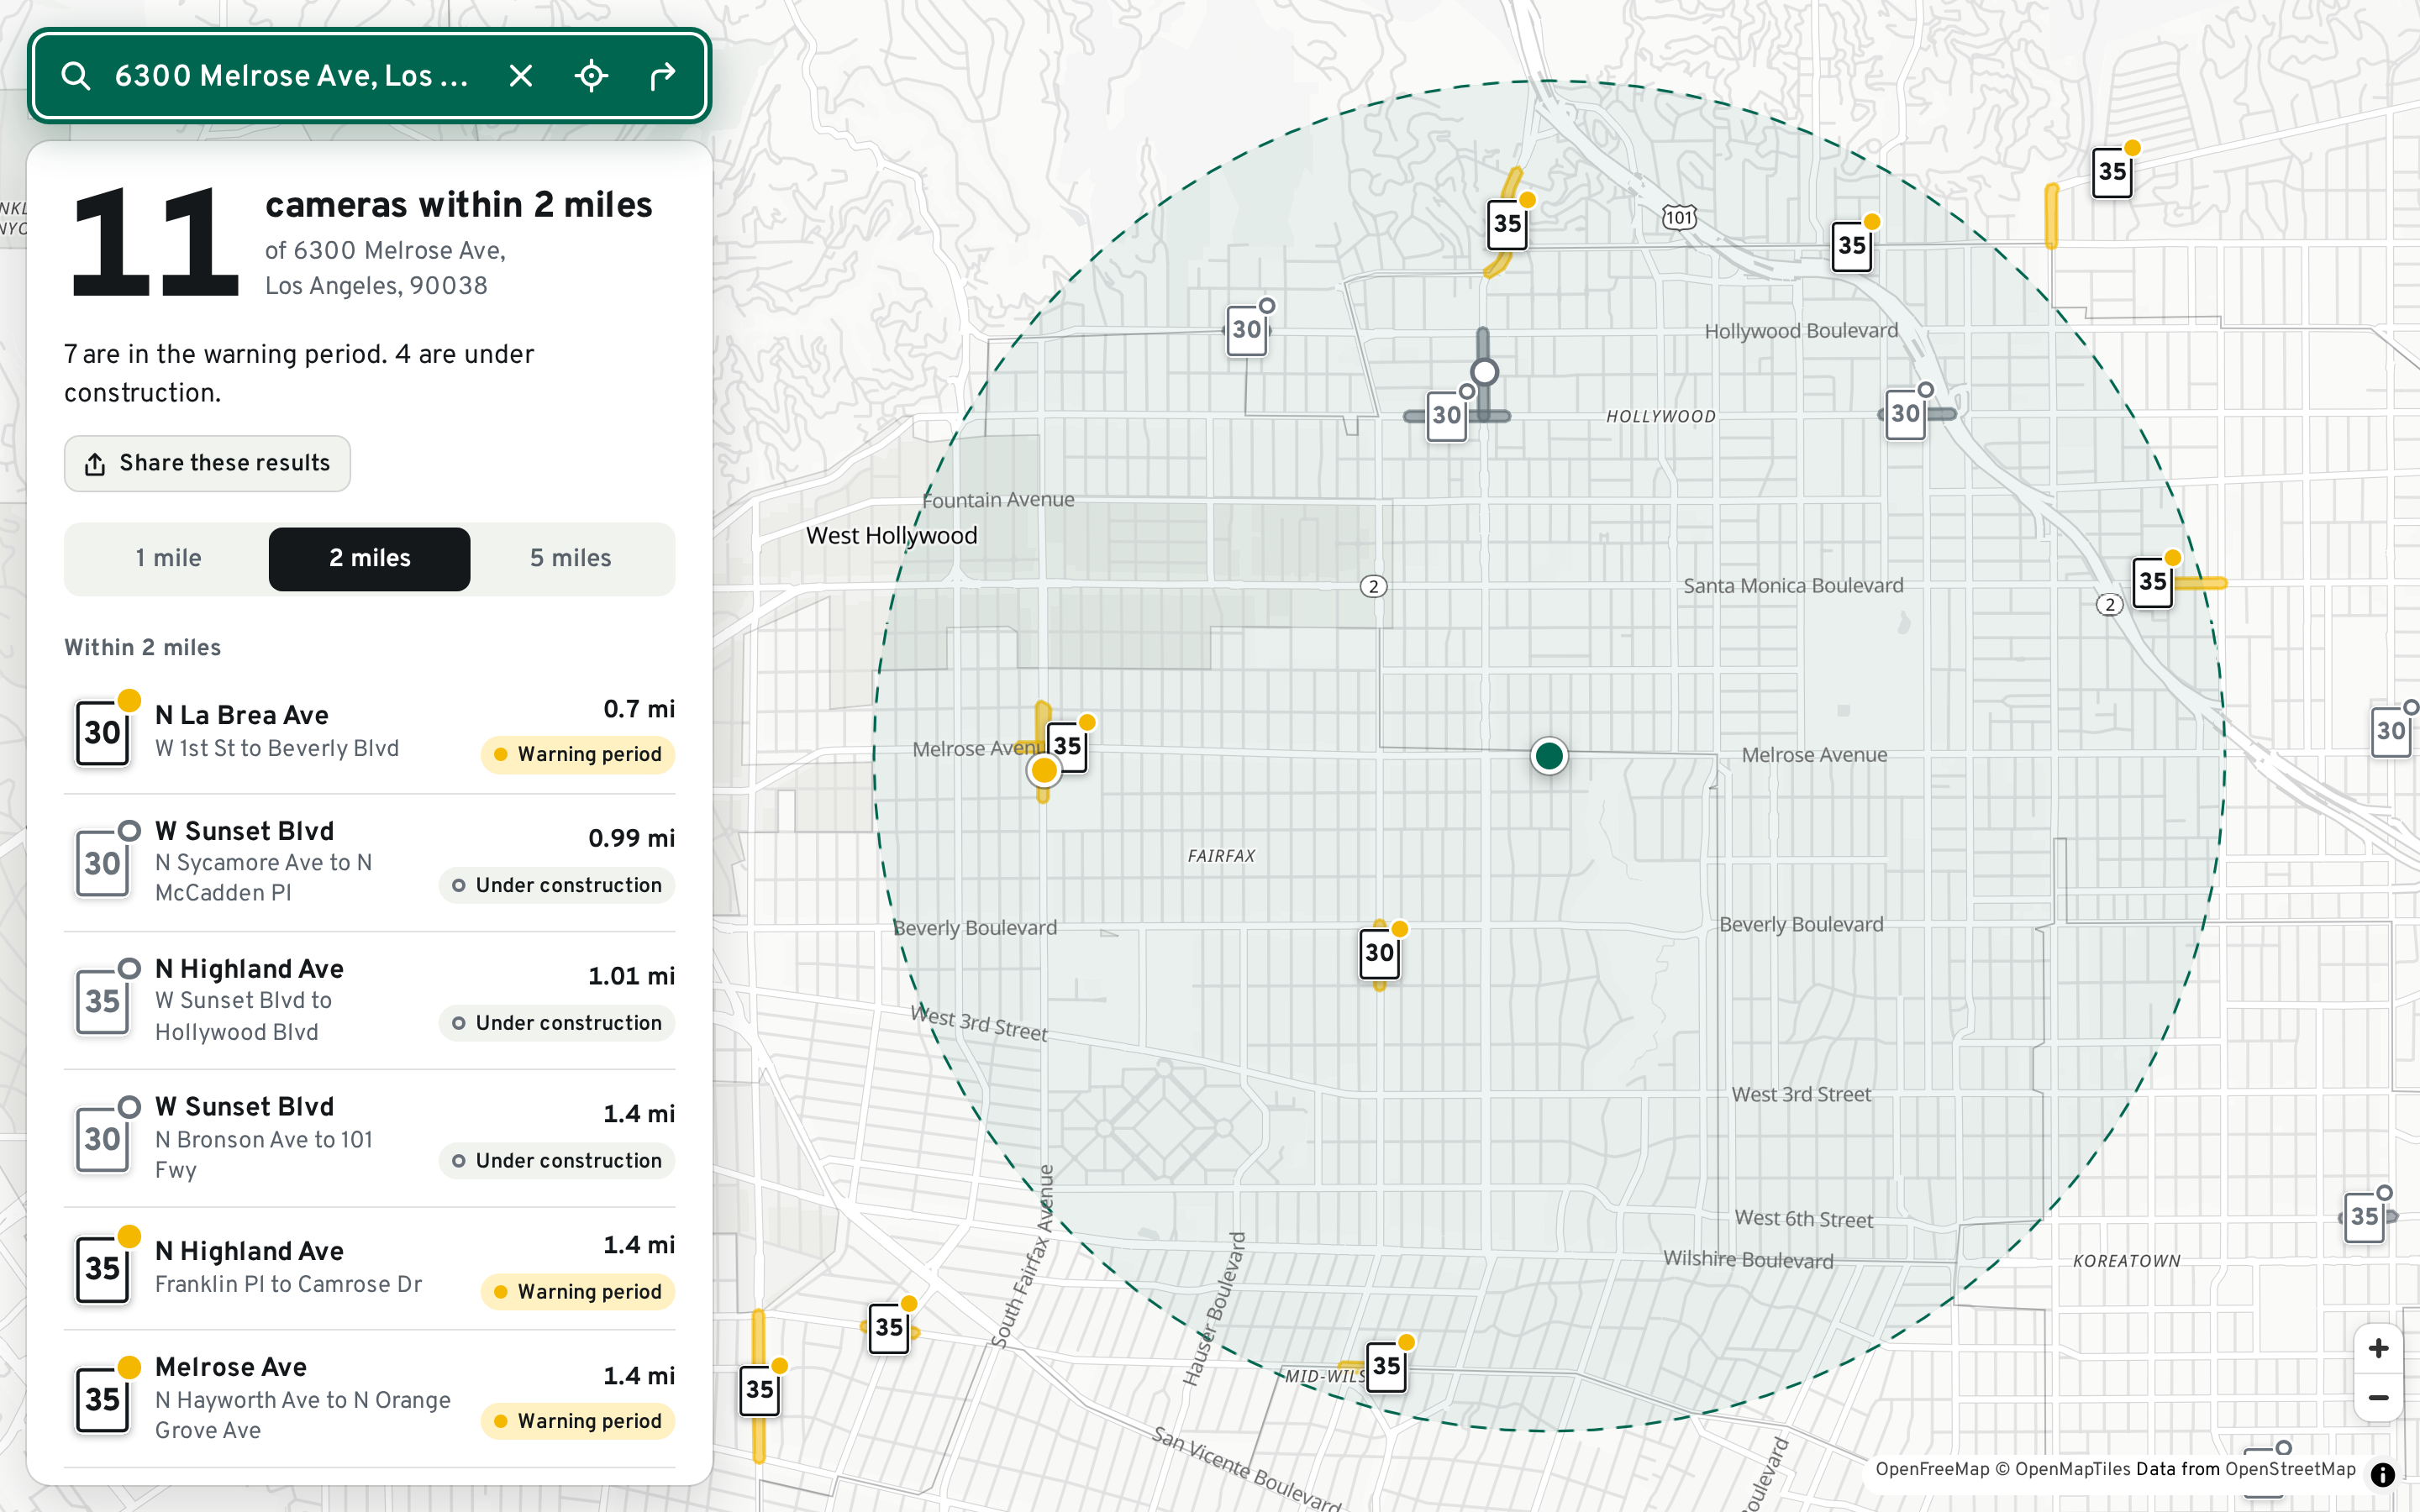 6300 Melrose Ave, Los ...
11
cameras within 2 miles
of 6300 Melrose Ave,
Los Angeles, 90038
7 are in the warning period. 4 are under
construction.
Share these results
1 mile
2 miles
5 miles
Within 2 miles
30
N La Brea Ave
W 1st St to Beverly Blvd
0.7 mi
Warning period
30
W Sunset Blvd
N Sycamore Ave to N
McCadden Pl
0.99 mi
Under construction
35
N Highland Ave
W Sunset Blvd to
Hollywood Blvd
1.01 mi
Under construction
30
W Sunset Blvd
N Bronson Ave to 101
Fwy
1.4 mi
Under construction
35
N Highland Ave
Franklin Pl to Camrose Dr
1.4 mi
Warning period
35
Melrose Ave
N Hayworth Ave to N Orange
Grove Ave
1.4 mi
Warning period
35
35
101
35
30
Hollywood Boulevard
30
HOLLYWOOD
30
Fountain Avenue
West Hollywood
2
Santa Monica Boulevard
35
2
30
Melrose Avenu
35
Melrose Avenue
FAIRFAX
Beverly Boulevard
30
Beverly Boulevard
West 3rd Street
West 3rd Street
South Fairfax Avenue
Hauser Boulevard
West 6th Street
35
Wilshire Boulevard
KOREATOWN
35
35
35
MID-WILS
San Vicente Boulevard
oulevard
+
−
OpenFreeMap © OpenMapTiles Data from OpenStreetMap